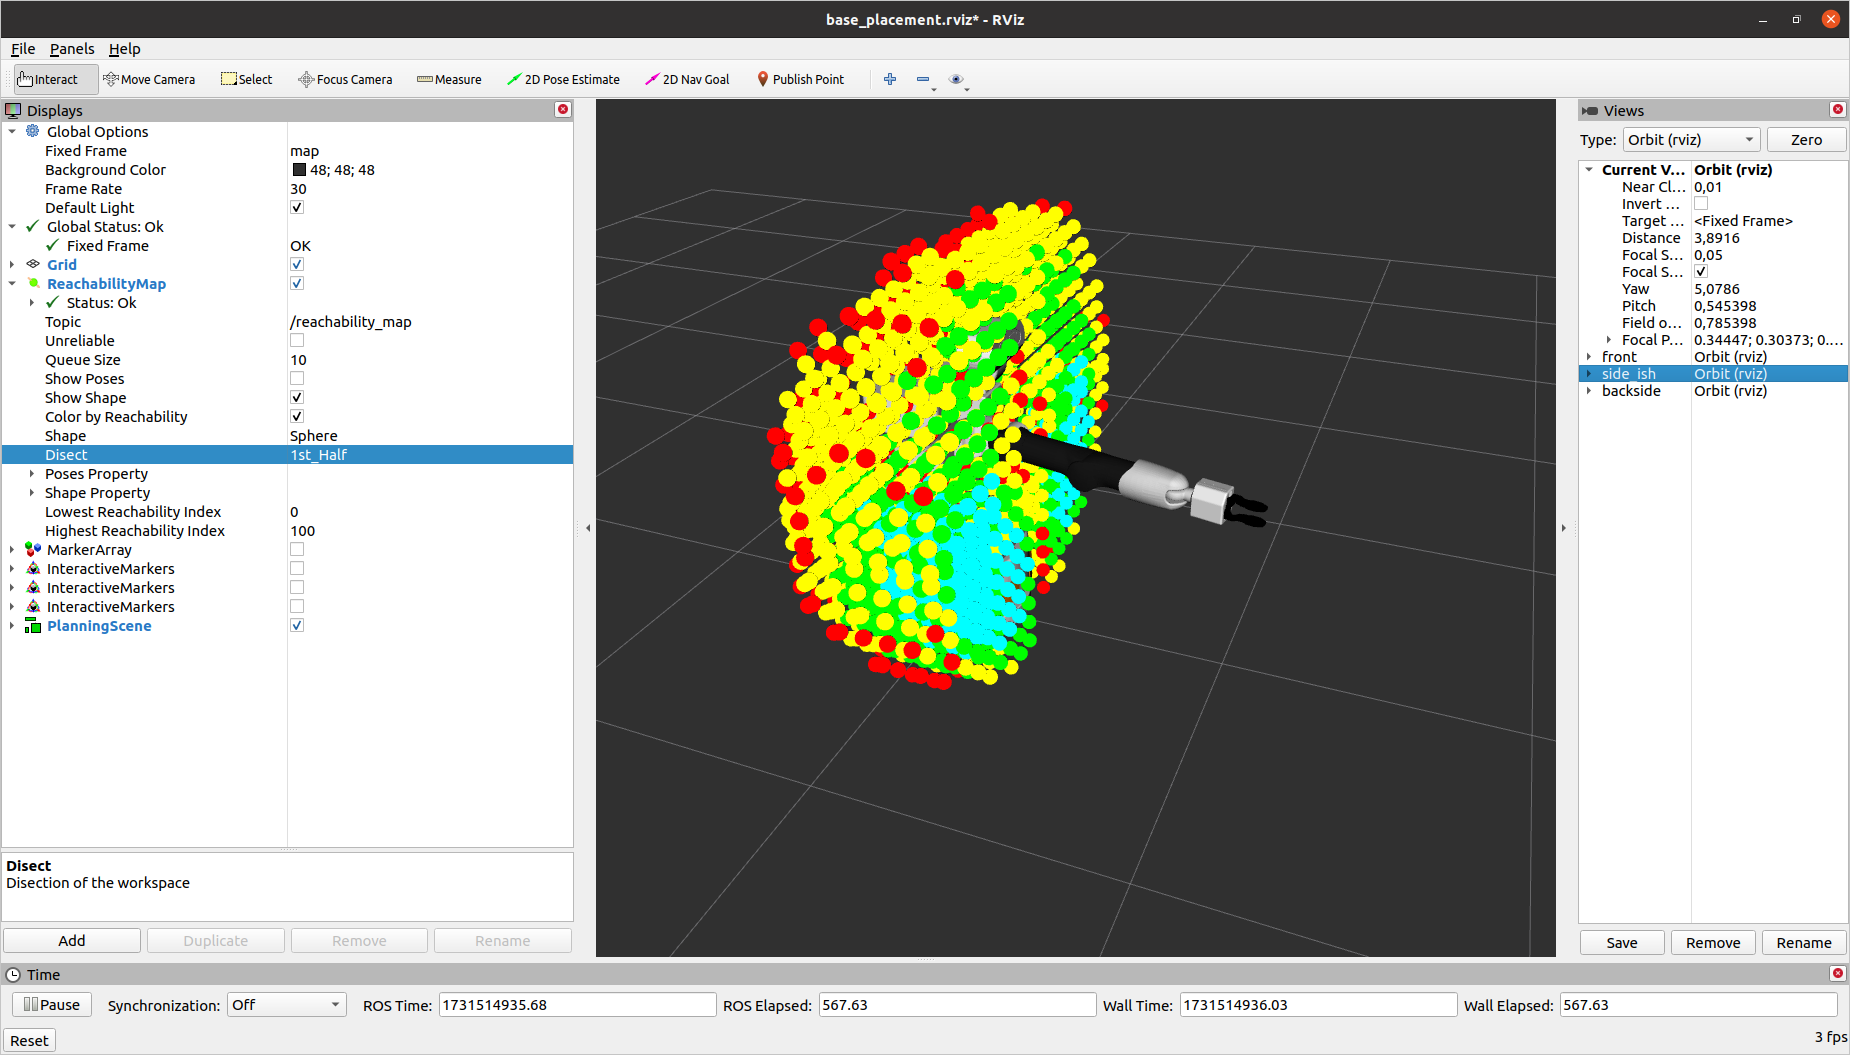 base_placement.rviz* - RViz
File Panels Help
Interact Move Camera Select Focus Camera Measure 2D Pose Estimate 2D Nav Goal Publish Point
Displays
Global Options
Fixed Frame map
Background Color 48; 48; 48
Frame Rate 30
Default Light
Global Status: Ok
Fixed Frame OK
Grid
ReachabilityMap
Status: Ok
Topic /reachability_map
Unreliable
Queue Size 10
Show Poses
Show Shape
Color by Reachability
Shape Sphere
Disect 1st_Half
Poses Property
Shape Property
Lowest Reachability Index 0
Highest Reachability Index 100
MarkerArray
InteractiveMarkers
InteractiveMarkers
InteractiveMarkers
PlanningScene
Disect
Disection of the workspace
Add Duplicate Remove Rename
Views
Type: Orbit (rviz) Zero
Current V... Orbit (rviz)
Near Cl... 0,01
Invert ...
Target ... <Fixed Frame>
Distance 3,8916
Focal S... 0,05
Focal S...
Yaw 5,0786
Pitch 0,545398
Field o... 0,785398
Focal P... 0.34447; 0.30373; 0....
front Orbit (rviz)
side_ish Orbit (rviz)
backside Orbit (rviz)
Save Remove Rename
Time
Pause Synchronization: Off ROS Time: 1731514935.68 ROS Elapsed: 567.63 Wall Time: 1731514936.03 Wall Elapsed: 567.63
Reset 3 fps